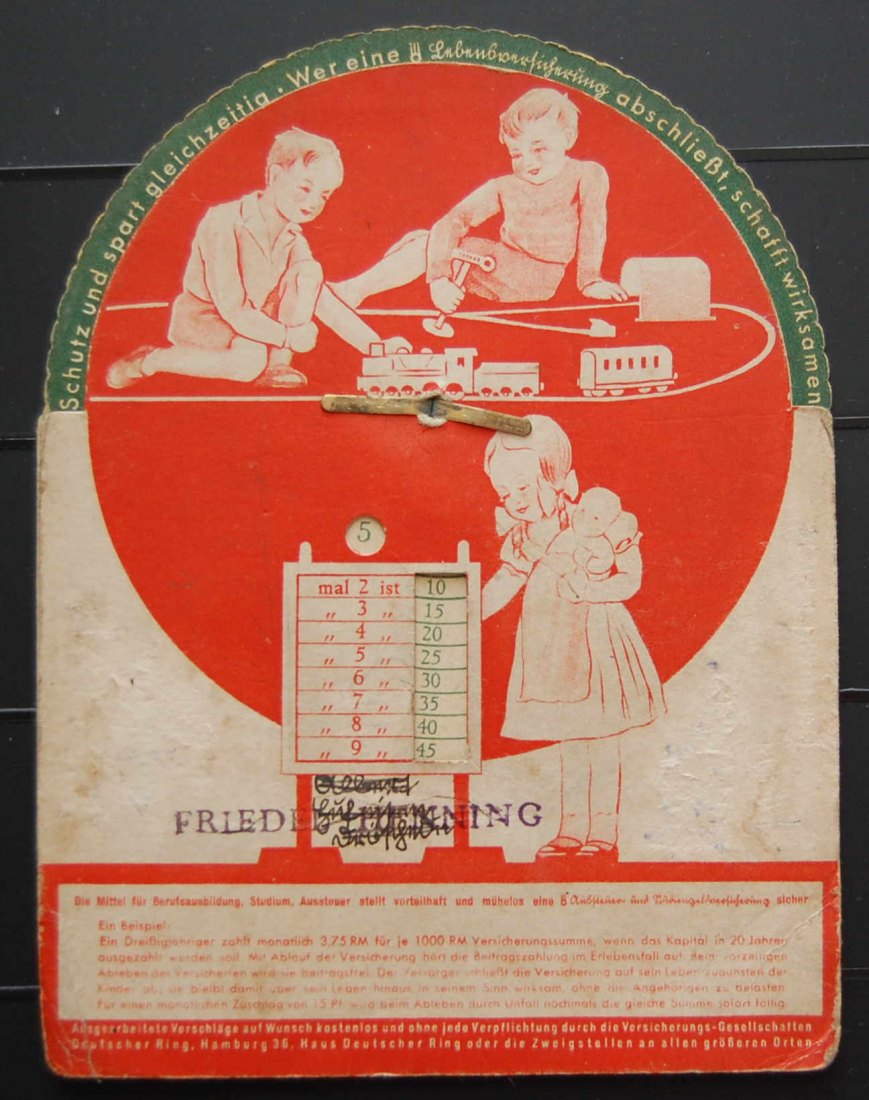 Schutz und spart gleichzeitig · Wer eine Lebensversicherung abschließt, schafft wirksamen
5
mal 2 ist 10
„ 3 „ 15
„ 4 „ 20
„ 5 „ 25
„ 6 „ 30
„ 7 „ 35
„ 8 „ 40
„ 9 „ 45
FRIEDE HENNING
Die Mittel für Berufsausbildung, Studium, Aussteuer stellt vorteilhaft und mühelos eine Aussteuer- und Studiengeldversicherung sicher
Ein Beispiel:
Ein Dreißigjähriger zahlt monatlich 3,75 RM für je 1000 RM Versicherungssumme, wenn das Kapital in 20 Jahren
ausgezahlt werden soll. Mit Ablauf der Versicherung hört die Beitragszahlung im Erlebensfall auf, beim vorzeitigen
Ableben des Versicherten wird sie beitragsfrei. Der Versorger schließt die Versicherung auf sein Leben zugunsten der
Kinder ab, sie bleibt damit über sein Leben hinaus in seinem Sinn wirksam, ohne die Angehörigen zu belasten.
Für einen monatlichen Zuschlag von 15 Pf. wird beim Ableben durch Unfall nochmals die gleiche Summe sofort fällig.
Ausgearbeitete Vorschläge auf Wunsch kostenlos und ohne jede Verpflichtung durch die Versicherungs-Gesellschaften
Deutscher Ring, Hamburg 36, Haus Deutscher Ring oder die Zweigstellen an allen größeren Orten